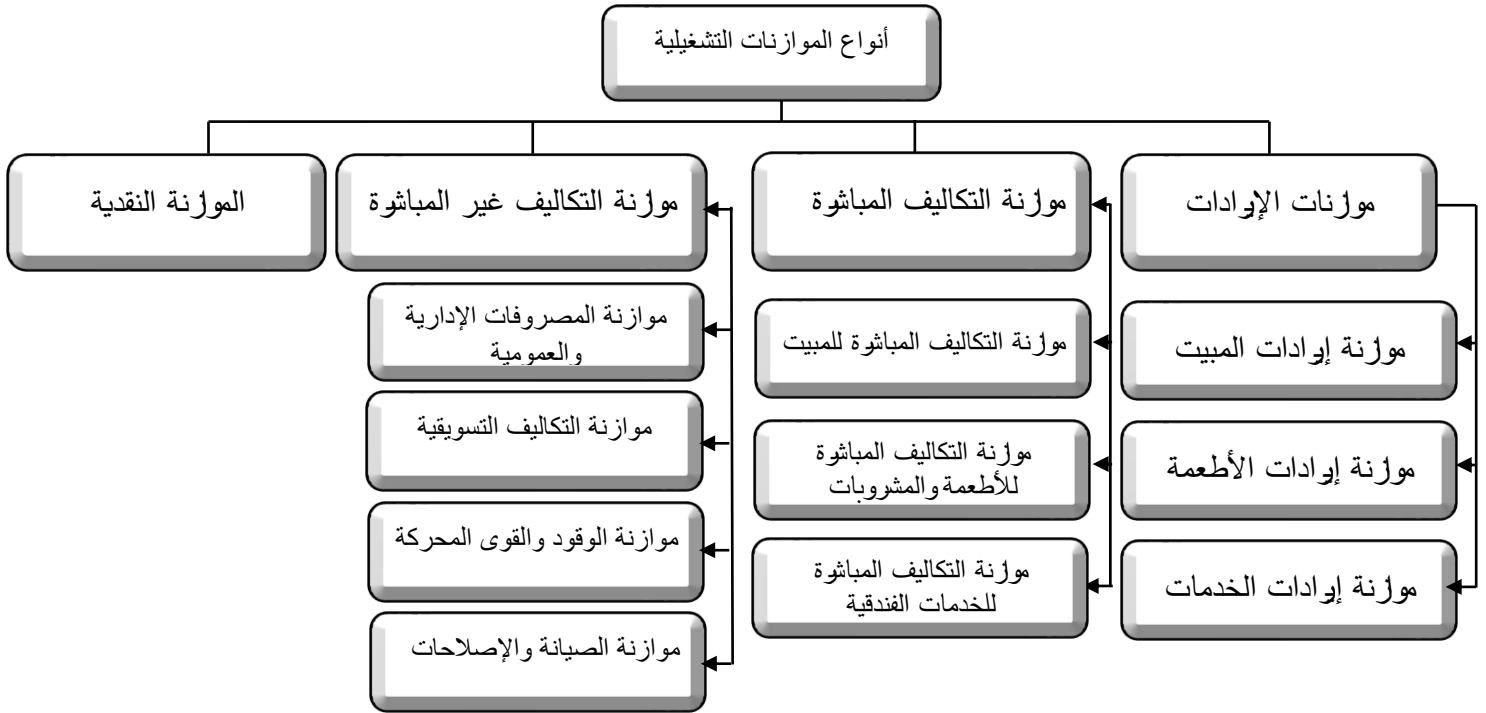 أنواع الموازنات التشغيلية
موازنات الإيرادات
موازنة التكاليف المباشرة
موازنة التكاليف غير المباشرة
الموازنة النقدية
موازنة إيرادات المبيت
موازنة إيرادات الأطعمة
موازنة إيرادات الخدمات
موازنة التكاليف المباشرة للمبيت
موازنة التكاليف المباشرة
للأطعمة والمشروبات
موازنة التكاليف المباشرة
للخدمات الفندقية
موازنة المصروفات الإدارية
والعمومية
موازنة التكاليف التسويقية
موازنة الوقود والقوى المحركة
موازنة الصيانة والإصلاحات